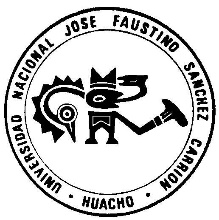 UNIVERSIDAD NACIONAL JOSE FAUSTINO SANCHEZ CARRION
· HUACHO ·